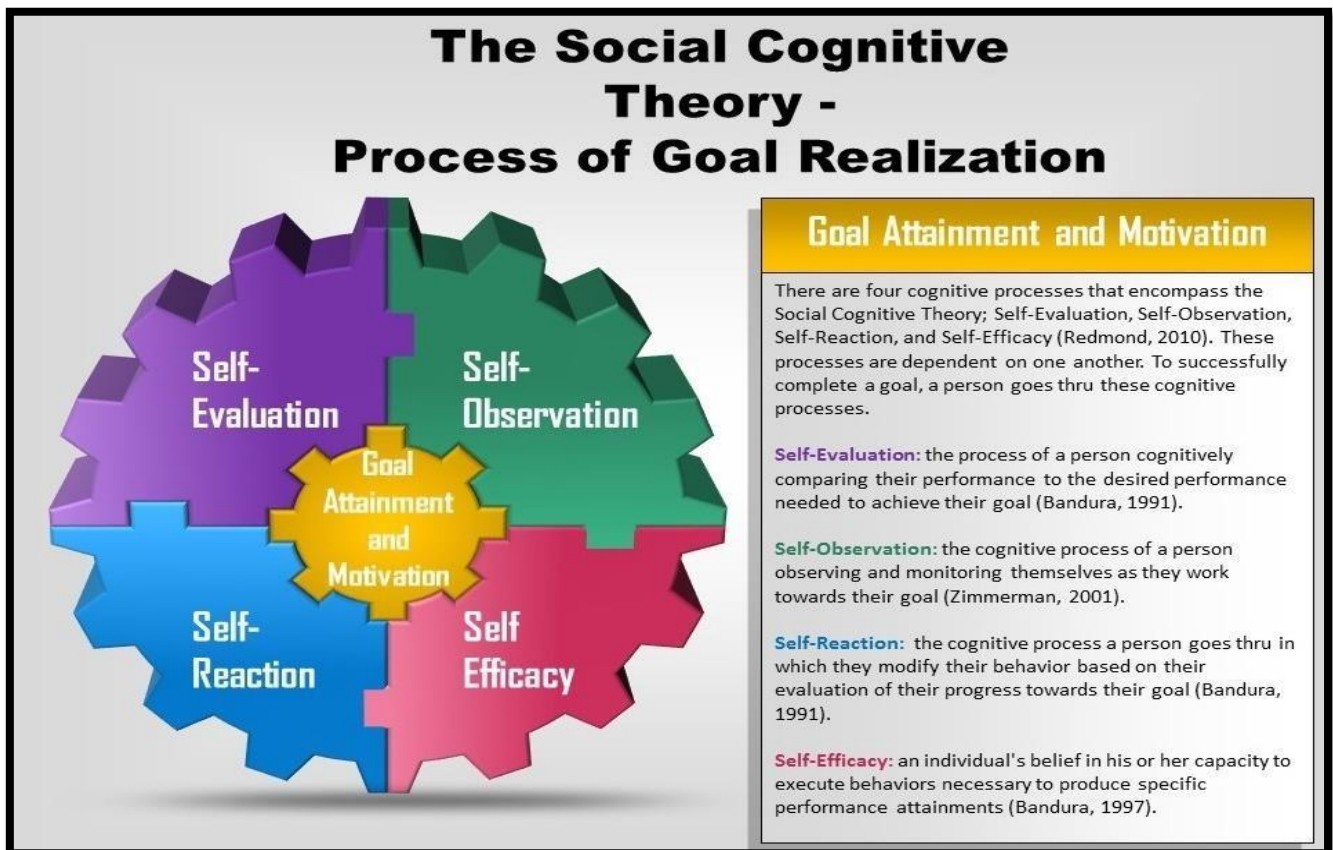 The Social Cognitive
Theory -
Process of Goal Realization
Self-
Evaluation
Self-
Observation
Goal
Attainment
and
Motivation
Self-
Reaction
Self
Efficacy
Goal Attainment and Motivation
There are four cognitive processes that encompass the
Social Cognitive Theory; Self-Evaluation, Self-Observation,
Self-Reaction, and Self-Efficacy (Redmond, 2010). These
processes are dependent on one another. To successfully
complete a goal, a person goes thru these cognitive
processes.
Self-Evaluation: the process of a person cognitively
comparing their performance to the desired performance
needed to achieve their goal (Bandura, 1991).
Self-Observation: the cognitive process of a person
observing and monitoring themselves as they work
towards their goal (Zimmerman, 2001).
Self-Reaction: the cognitive process a person goes thru in
which they modify their behavior based on their
evaluation of their progress towards their goal (Bandura,
1991).
Self-Efficacy: an individual's belief in his or her capacity to
execute behaviors necessary to produce specific
performance attainments (Bandura, 1997).